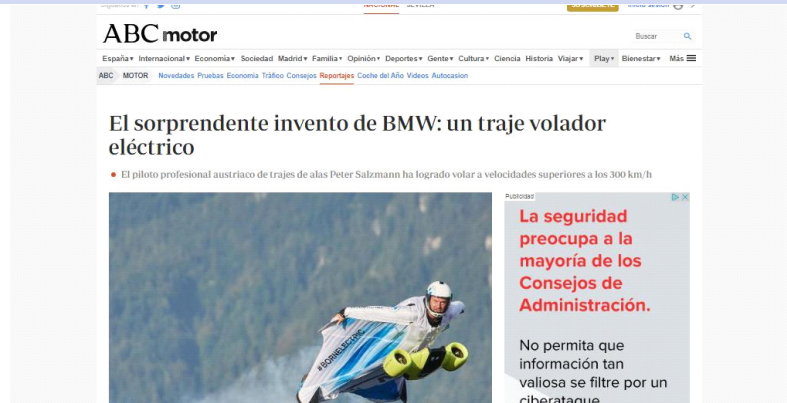 NACIONAL SEVILLA
ABC motor
Buscar
España Internacional Economía Sociedad Madrid Familia Opinión Deportes Gente Cultura Ciencia Historia Viajar Play Bienestar Más
ABC MOTOR Novedades Pruebas Economía Tráfico Consejos Reportajes Coche del Año Videos Autocasion
El sorprendente invento de BMW: un traje volador
eléctrico
El piloto profesional austriaco de trajes de alas Peter Salzmann ha logrado volar a velocidades superiores a los 300 km/h
Publicidad
La seguridad
preocupa a la
mayoría de los
Consejos de
Administración.
No permita que
información tan
valiosa se filtre por un
ciberataque
#BORNELECTRIC